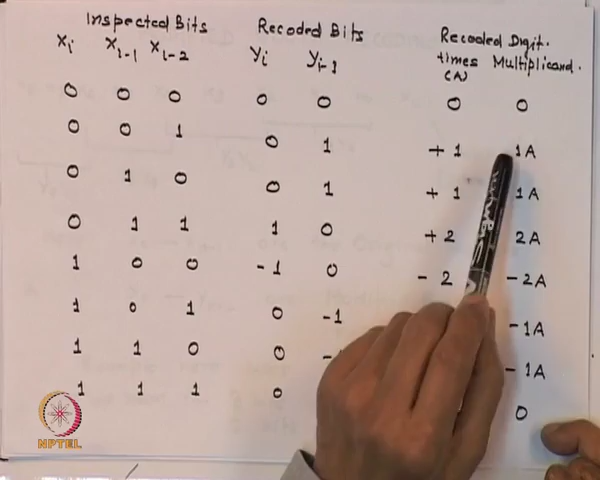 Inspected Bits Recoded Bits Recoded Digit.
Xi Xi-1 Xi-2 Yi Yi-1 times Multiplicand.
(A)
0 0 0 0 0 0 0
0 0 1 0 1 +1 1A
0 1 0 0 1 +1 1A
0 1 1 1 0 +2 2A
1 0 0 -1 0 -2 -2A
1 0 1 0 -1 -1A
1 1 0 0 - -1A
1 1 1 0 0
NPTEL